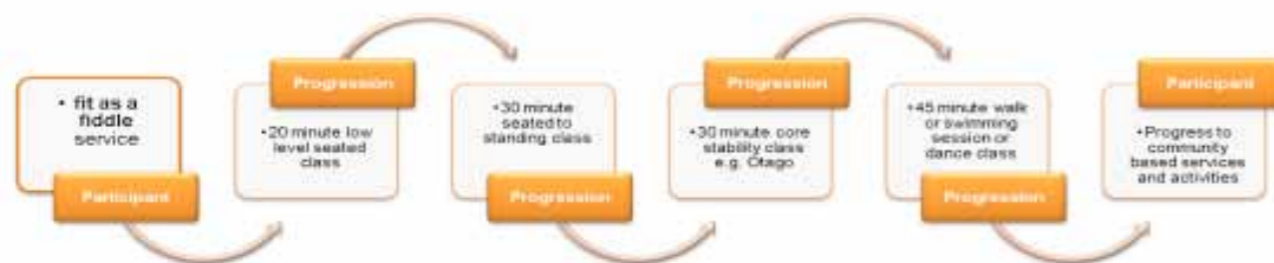 • fit as a
fiddle
service
Participant
Progression
•20 minute low
level seated
class
•30 minute
seated to
standing class
Progression
Progression
•30 minute core
stability class
e.g. Otago
•45 minute walk
or swimming
session or
dance class
Progression
Participant
•Progress to
community
based services
and activities